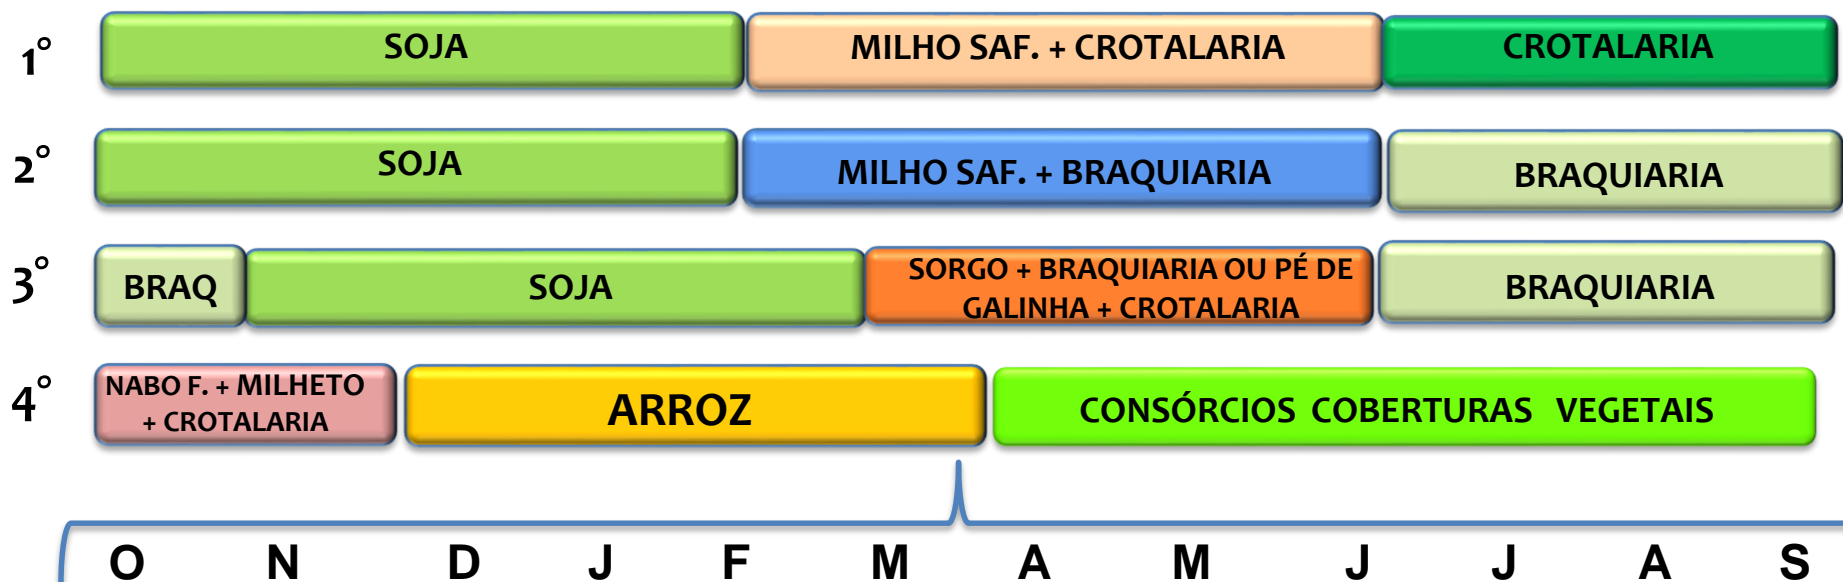 1° SOJA MILHO SAF. + CROTALARIA CROTALARIA
2° SOJA MILHO SAF. + BRAQUIARIA BRAQUIARIA
3° BRAQ SOJA SORGO + BRAQUIARIA OU PÉ DE
GALINHA + CROTALARIA BRAQUIARIA
4° NABO F. + MILHETO
+ CROTALARIA ARROZ CONSÓRCIOS COBERTURAS VEGETAIS
O N D J F M A M J J A S